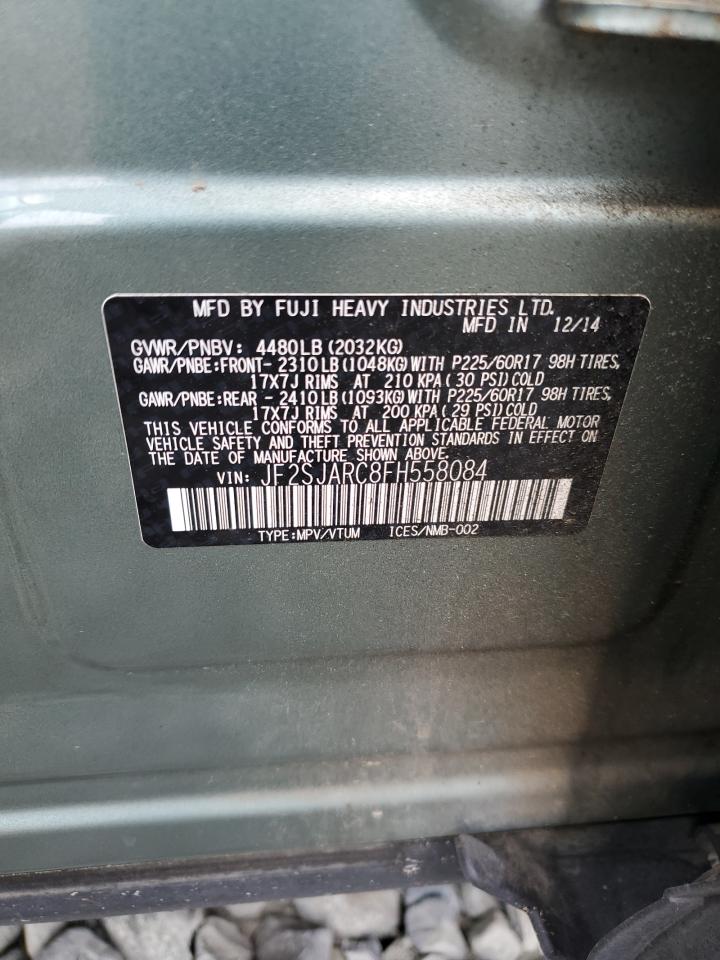 MFD BY FUJI HEAVY INDUSTRIES LTD.
MFD IN 12/14
GVWR/PNBV: 4480LB (2032KG)
GAWR/PNBE:FRONT- 2310LB (1048KG) WITH P225/60R17 98H TIRES,
17X7J RIMS AT 210 KPA (30 PSI) COLD
GAWR/PNBE:REAR - 2410LB (1093KG) WITH P225/60R17 98H TIRES,
17X7J RIMS AT 200 KPA (29 PSI) COLD
THIS VEHICLE CONFORMS TO ALL APPLICABLE FEDERAL MOTOR
VEHICLE SAFETY AND THEFT PREVENTION STANDARDS IN EFFECT ON
THE DATE OF MANUFACTURE SHOWN ABOVE.
VIN: JF2SJARC8FH558084
TYPE:MPV/VTUM ICES/NMB-002